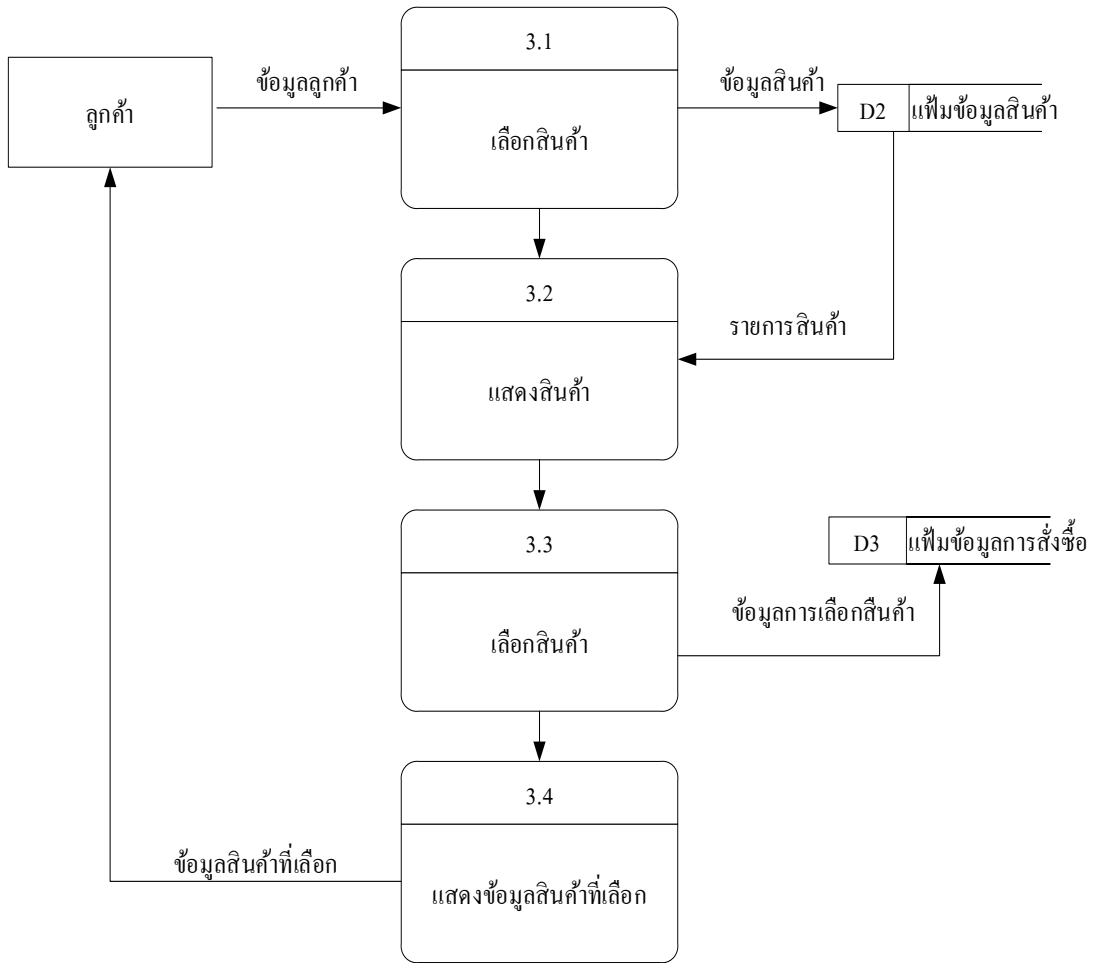 3.1
ลูกค้า
ข้อมูลลูกค้า
เลือกสินค้า
ข้อมูลสินค้า
D2
แฟ้มข้อมูลสินค้า
3.2
แสดงสินค้า
รายการสินค้า
3.3
เลือกสินค้า
D3
แฟ้มข้อมูลการสั่งซื้อ
ข้อมูลการเลือกสืนค้า
3.4
แสดงข้อมูลสินค้าที่เลือก
ข้อมูลสินค้าที่เลือก